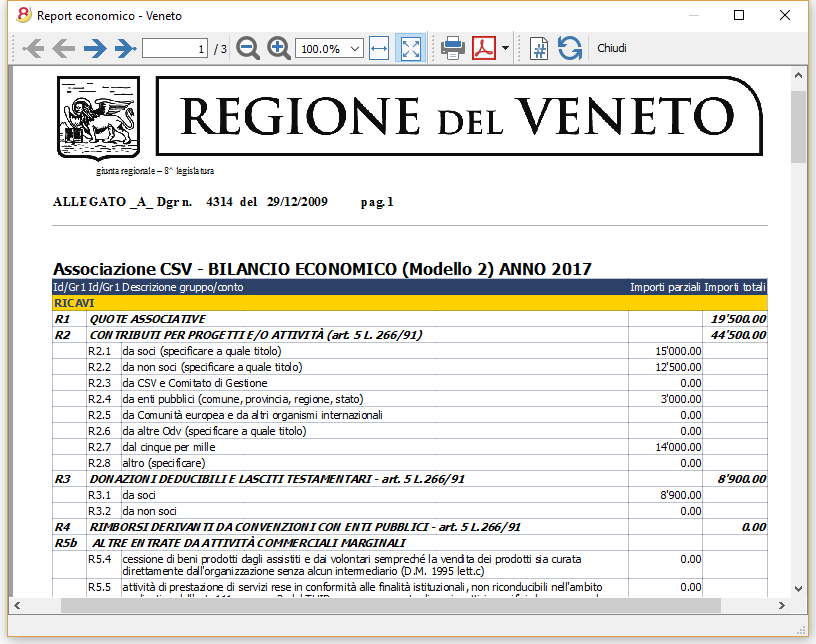 Report economico - Veneto
1 / 3 100.0% Chiudi
REGIONE DEL VENETO
giunta regionale – 8^ legislatura
ALLEGATO _A_ Dgr n. 4314 del 29/12/2009 pag. 1
Associazione CSV - BILANCIO ECONOMICO (Modello 2) ANNO 2017
Id/Gr1 Id/Gr1 Descrizione gruppo/conto Importi parziali Importi totali
RICAVI
R1 QUOTE ASSOCIATIVE 19'500.00
R2 CONTRIBUTI PER PROGETTI E/O ATTIVITÀ (art. 5 L. 266/91) 44'500.00
R2.1 da soci (specificare a quale titolo) 15'000.00
R2.2 da non soci (specificare a quale titolo) 12'500.00
R2.3 da CSV e Comitato di Gestione 0.00
R2.4 da enti pubblici (comune, provincia, regione, stato) 3'000.00
R2.5 da Comunità europea e da altri organismi internazionali 0.00
R2.6 da altre Odv (specificare a quale titolo) 0.00
R2.7 dal cinque per mille 14'000.00
R2.8 altro (specificare) 0.00
R3 DONAZIONI DEDUCIBILI E LASCITI TESTAMENTARI - art. 5 L.266/91 8'900.00
R3.1 da soci 8'900.00
R3.2 da non soci 0.00
R4 RIMBORSI DERIVANTI DA CONVENZIONI CON ENTI PUBBLICI - art. 5 L.266/91 0.00
R5b ALTRE ENTRATE DA ATTIVITÀ COMMERCIALI MARGINALI
R5.4 cessione di beni prodotti dagli assistiti e dai volontari sempreché la vendita dei prodotti sia curata 0.00
direttamente dall'organizzazione senza alcun intermediario (D.M. 1995 lett.c)
R5.5 attività di prestazione di servizi rese in conformità alle finalità istituzionali, non riconducibili nell'ambito 0.00